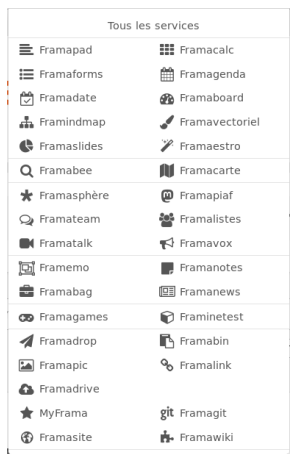 Tous les services
Framapad Framacalc
Framaforms Framagenda
Framadate Framaboard
Framindmap Framavectoriel
Framaslides Framaestro
Framabee Framacarte
Framasphère Framapiaf
Framateam Framalistes
Framatalk Framavox
Framemo Framanotes
Framabag Framanews
Framagames Framinetest
Framadrop Framabin
Framapic Framalink
Framadrive
MyFrama git Framagit
Framasite Framawiki